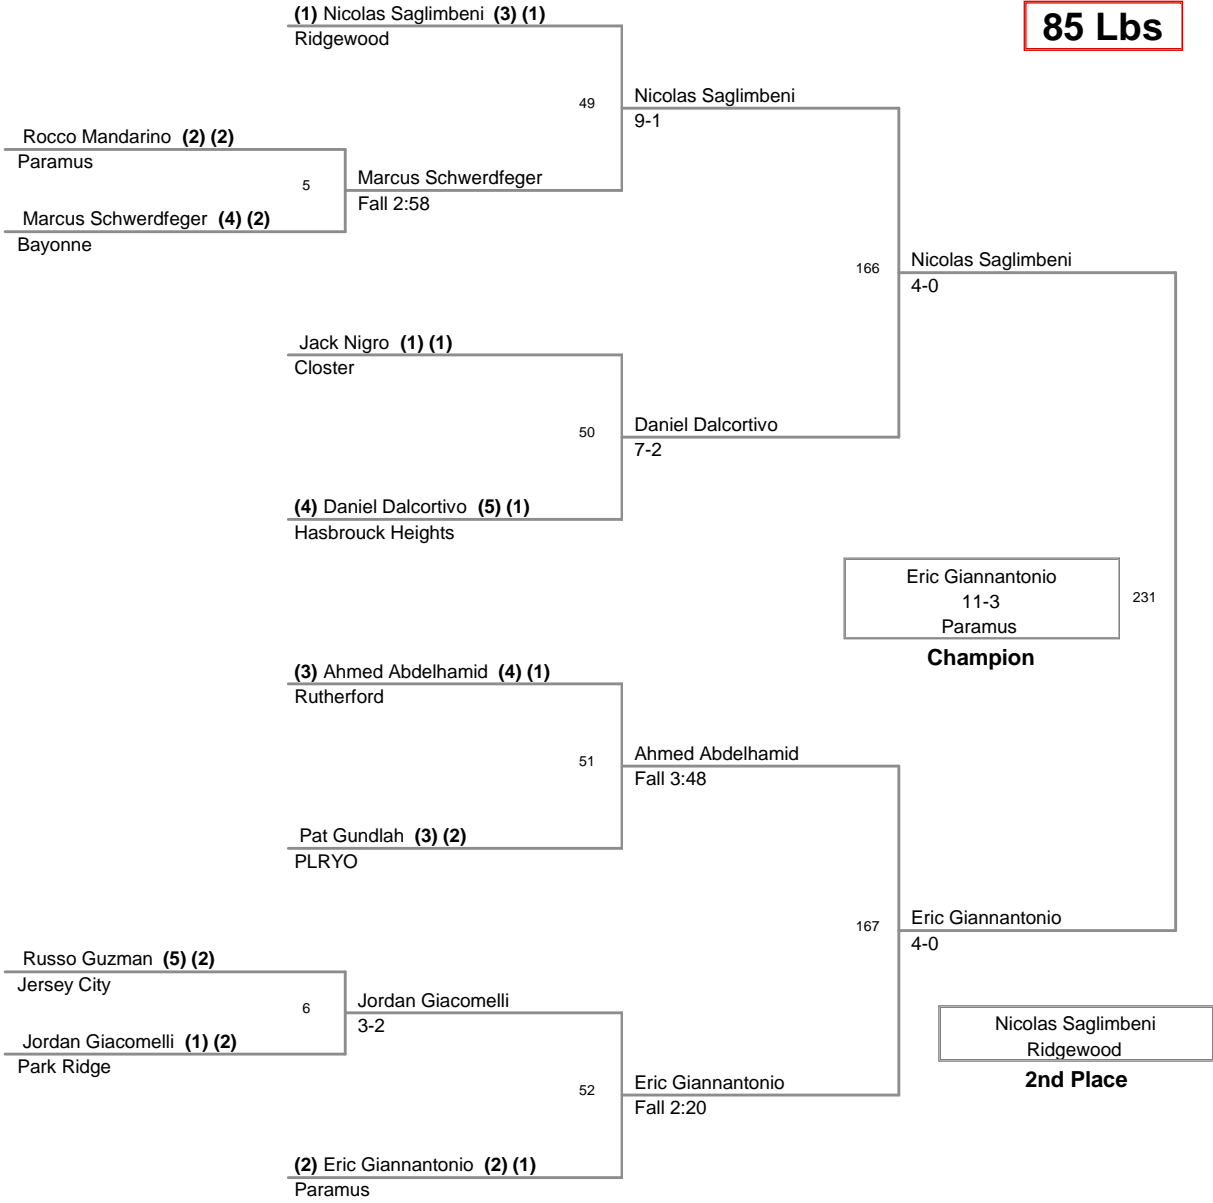 (1) Nicolas Saglimbeni (3) (1)
Ridgewood
85 Lbs
49
Nicolas Saglimbeni
9-1
Rocco Mandarino (2) (2)
Paramus
5
Marcus Schwerdfeger
Fall 2:58
Marcus Schwerdfeger (4) (2)
Bayonne
166
Nicolas Saglimbeni
4-0
Jack Nigro (1) (1)
Closter
50
Daniel Dalcortivo
7-2
(4) Daniel Dalcortivo (5) (1)
Hasbrouck Heights
Eric Giannantonio
11-3
Paramus
231
Champion
(3) Ahmed Abdelhamid (4) (1)
Rutherford
51
Ahmed Abdelhamid
Fall 3:48
Pat Gundlah (3) (2)
PLRYO
167
Eric Giannantonio
4-0
Russo Guzman (5) (2)
Jersey City
6
Jordan Giacomelli
3-2
Jordan Giacomelli (1) (2)
Park Ridge
Nicolas Saglimbeni
Ridgewood
2nd Place
52
Eric Giannantonio
Fall 2:20
(2) Eric Giannantonio (2) (1)
Paramus